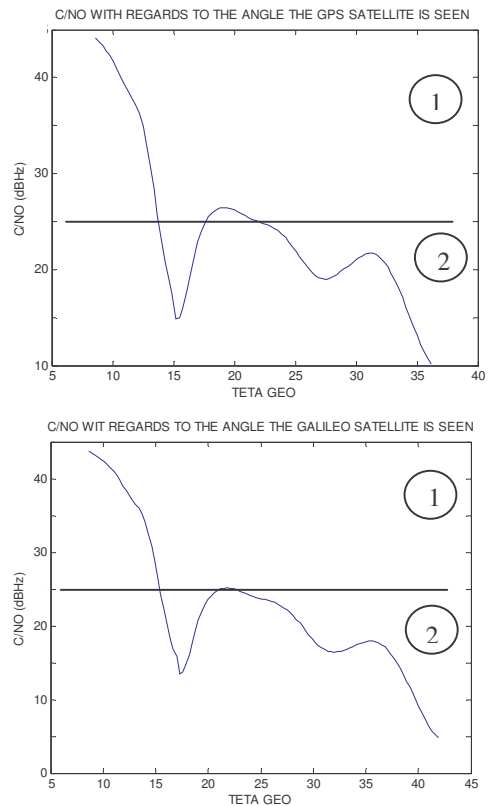 C/NO WITH REGARDS TO THE ANGLE THE GPS SATELLITE IS SEEN
40
30
20
10
C/NO (dBHz)
1
2
5 10 15 20 25 30 35 40
TETA GEO
C/NO WIT REGARDS TO THE ANGLE THE GALILEO SATELLITE IS SEEN
40
30
20
10
0
C/NO (dBHz)
1
2
5 10 15 20 25 30 35 40 45
TETA GEO